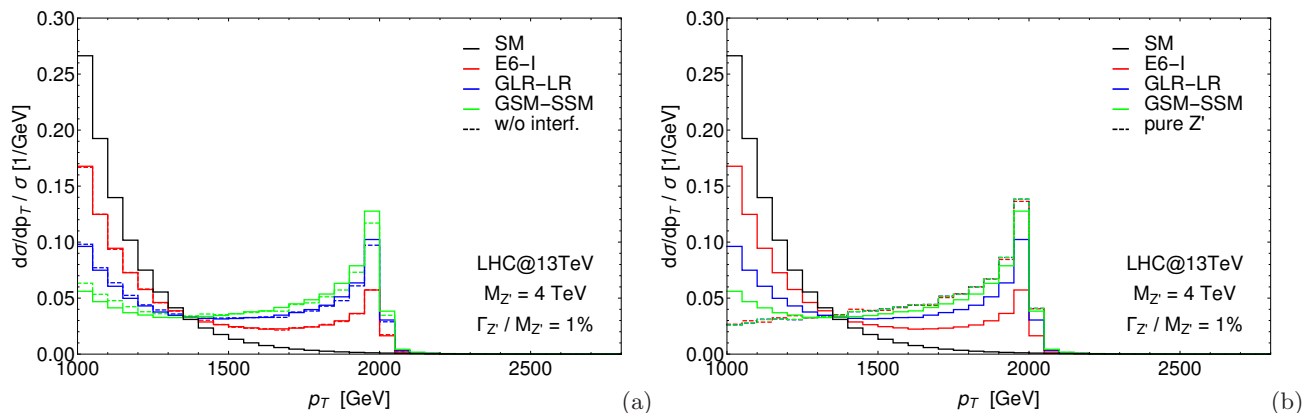 0.30
0.25
0.20
0.15
0.10
0.05
0.00
dσ/dp_T / σ [1/GeV]
SM
E6-I
GLR-LR
GSM-SSM
w/o interf.
LHC@13TeV
M_Z' = 4 TeV
Γ_Z' / M_Z' = 1%
1000 1500 2000 2500
p_T [GeV]
(a)
0.30
0.25
0.20
0.15
0.10
0.05
0.00
dσ/dp_T / σ [1/GeV]
SM
E6-I
GLR-LR
GSM-SSM
pure Z'
LHC@13TeV
M_Z' = 4 TeV
Γ_Z' / M_Z' = 1%
1000 1500 2000 2500
p_T [GeV]
(b)